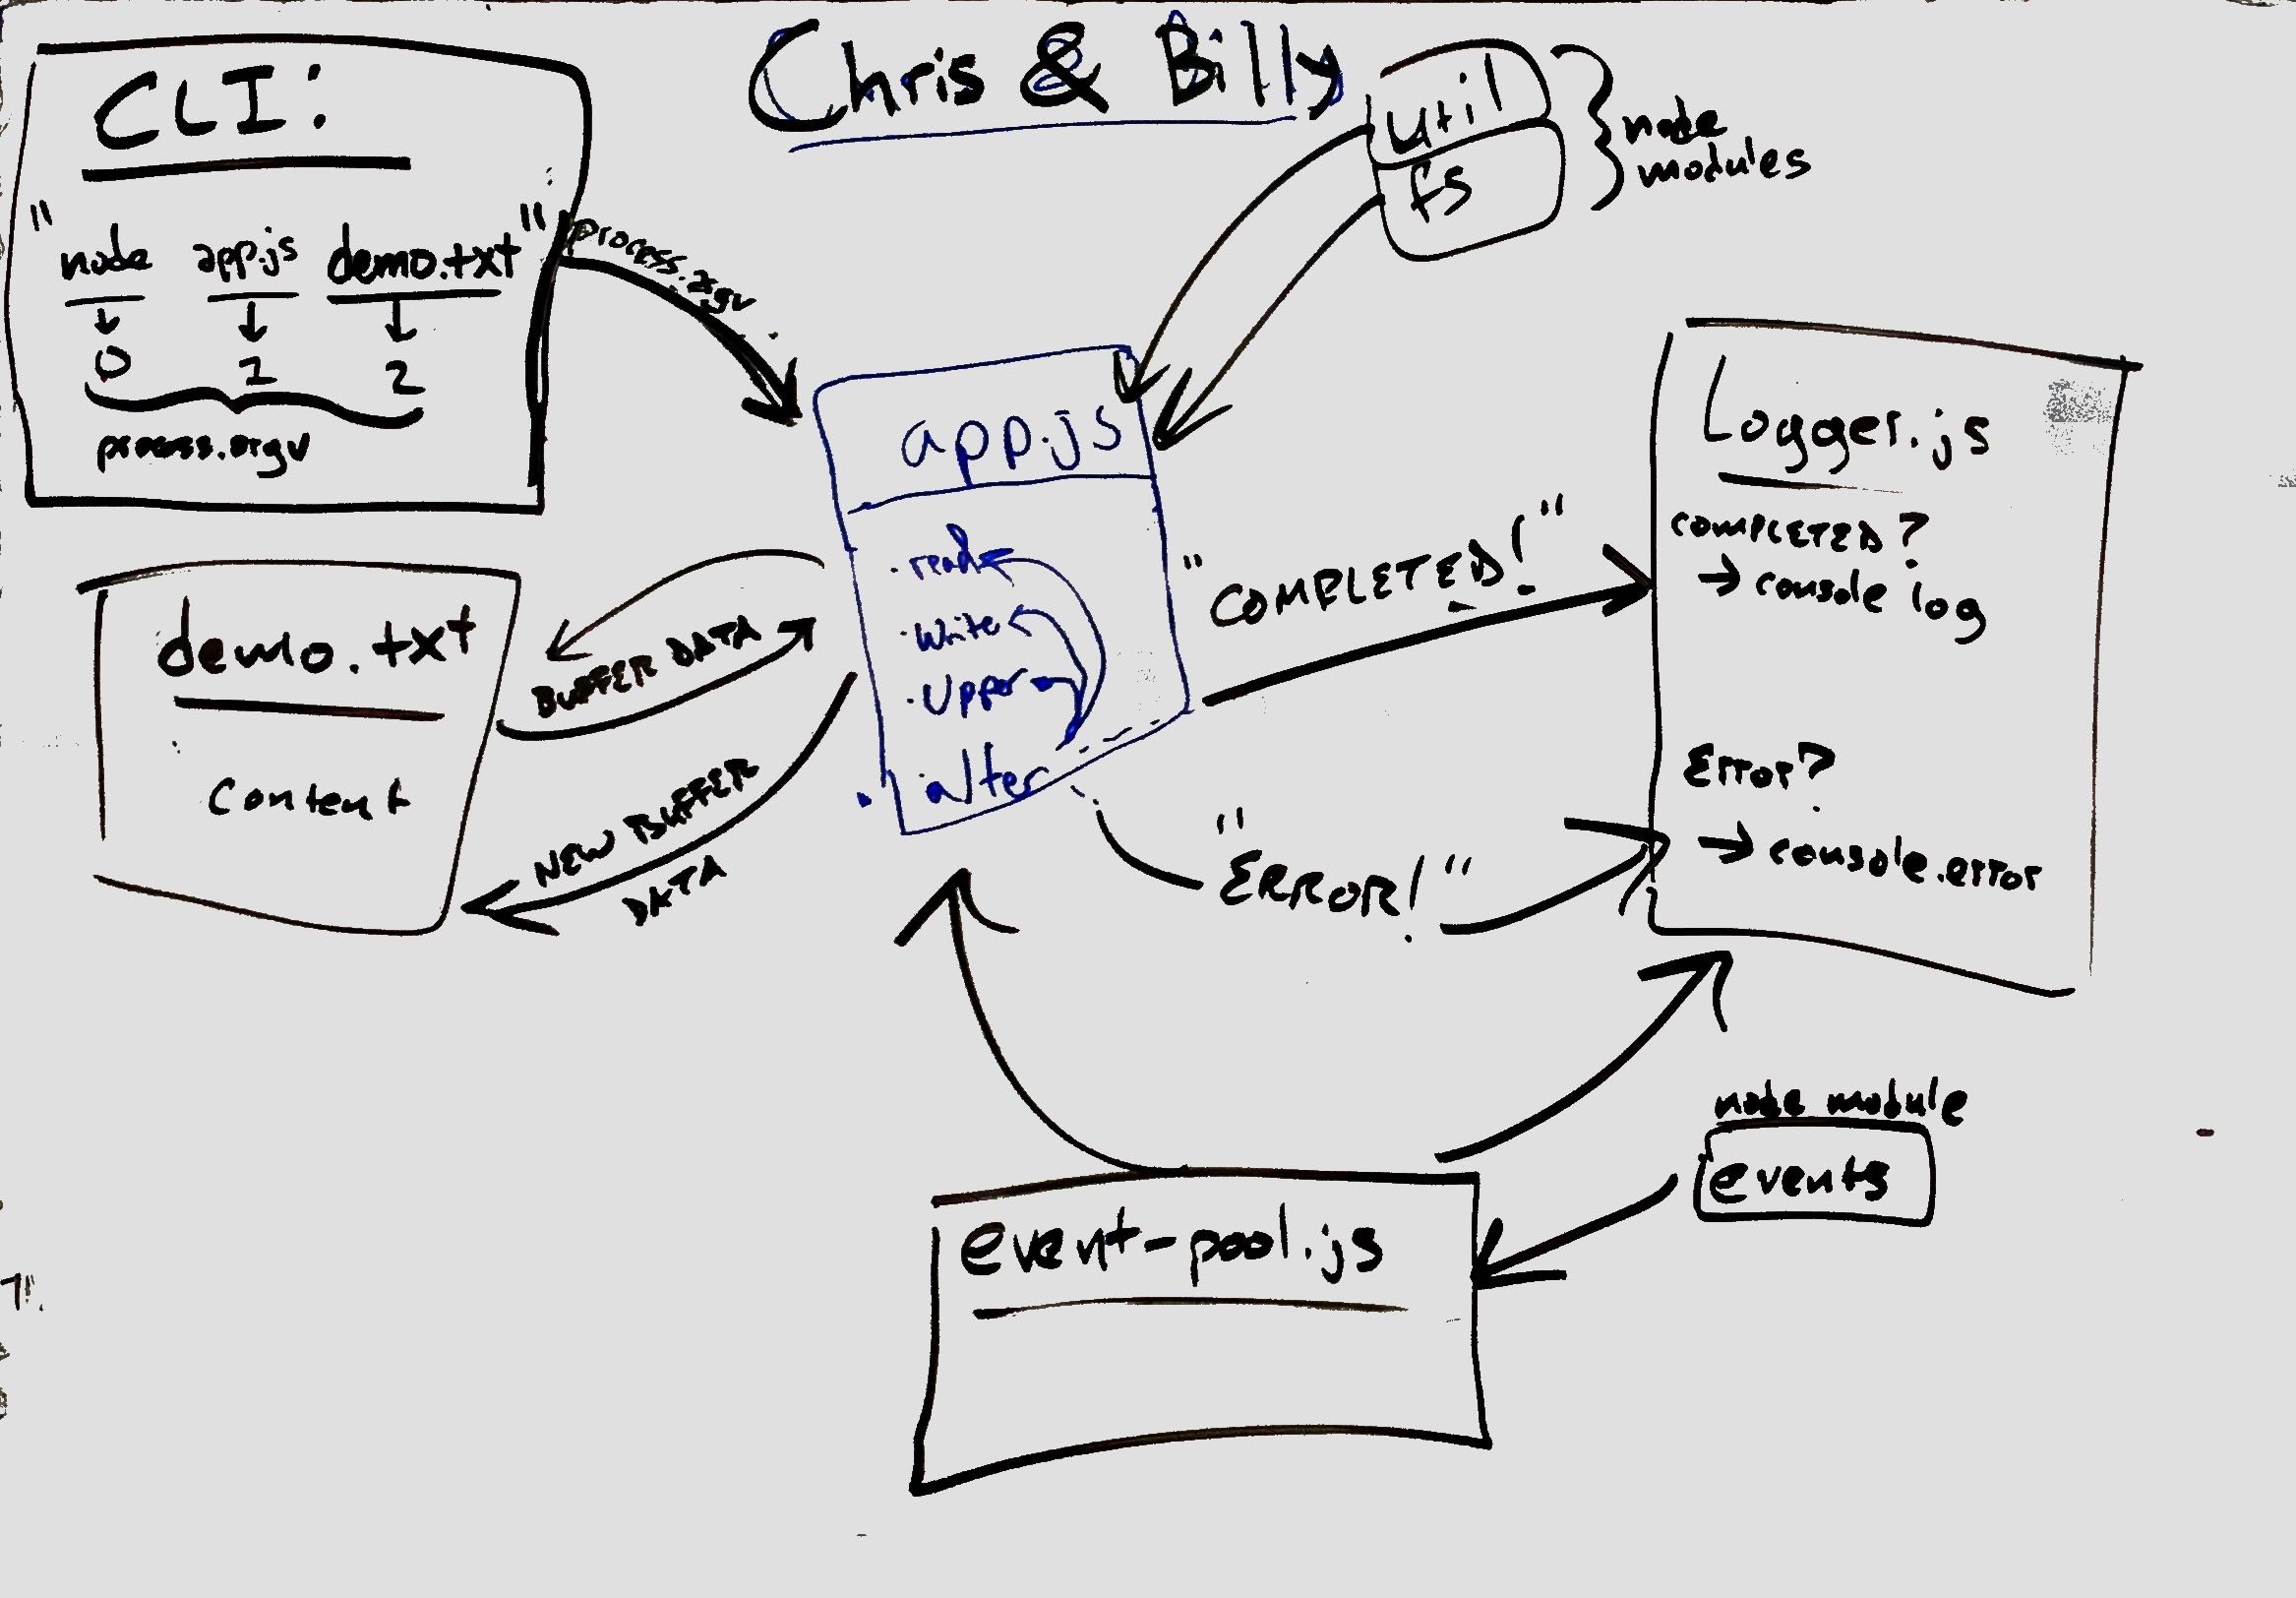 Chris & Billy
CLI:
"node app.js demo.txt"
0 1 2
process.argv
process.argv
util
fs
node
modules
app.js
. read
. write
. Upper
. alter
demo.txt
Content
BUFFER DATA
NEW BUFFER
DATA
"COMPLETED!"
"ERROR!"
Logger.js
COMPLETED?
→ console log
Error?
→ console.error
node module
events
event-pool.js